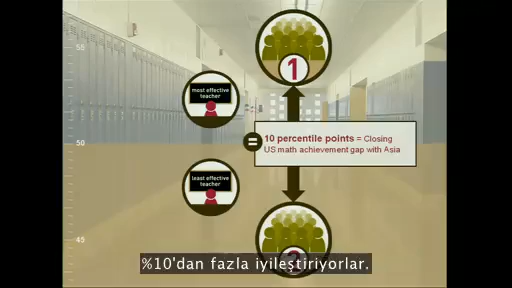 55
1
most effective
teacher
10 percentile points = Closing
US math achievement gap with Asia
=
50
least effective
teacher
45
2
%10'dan fazla iyileştiriyorlar.